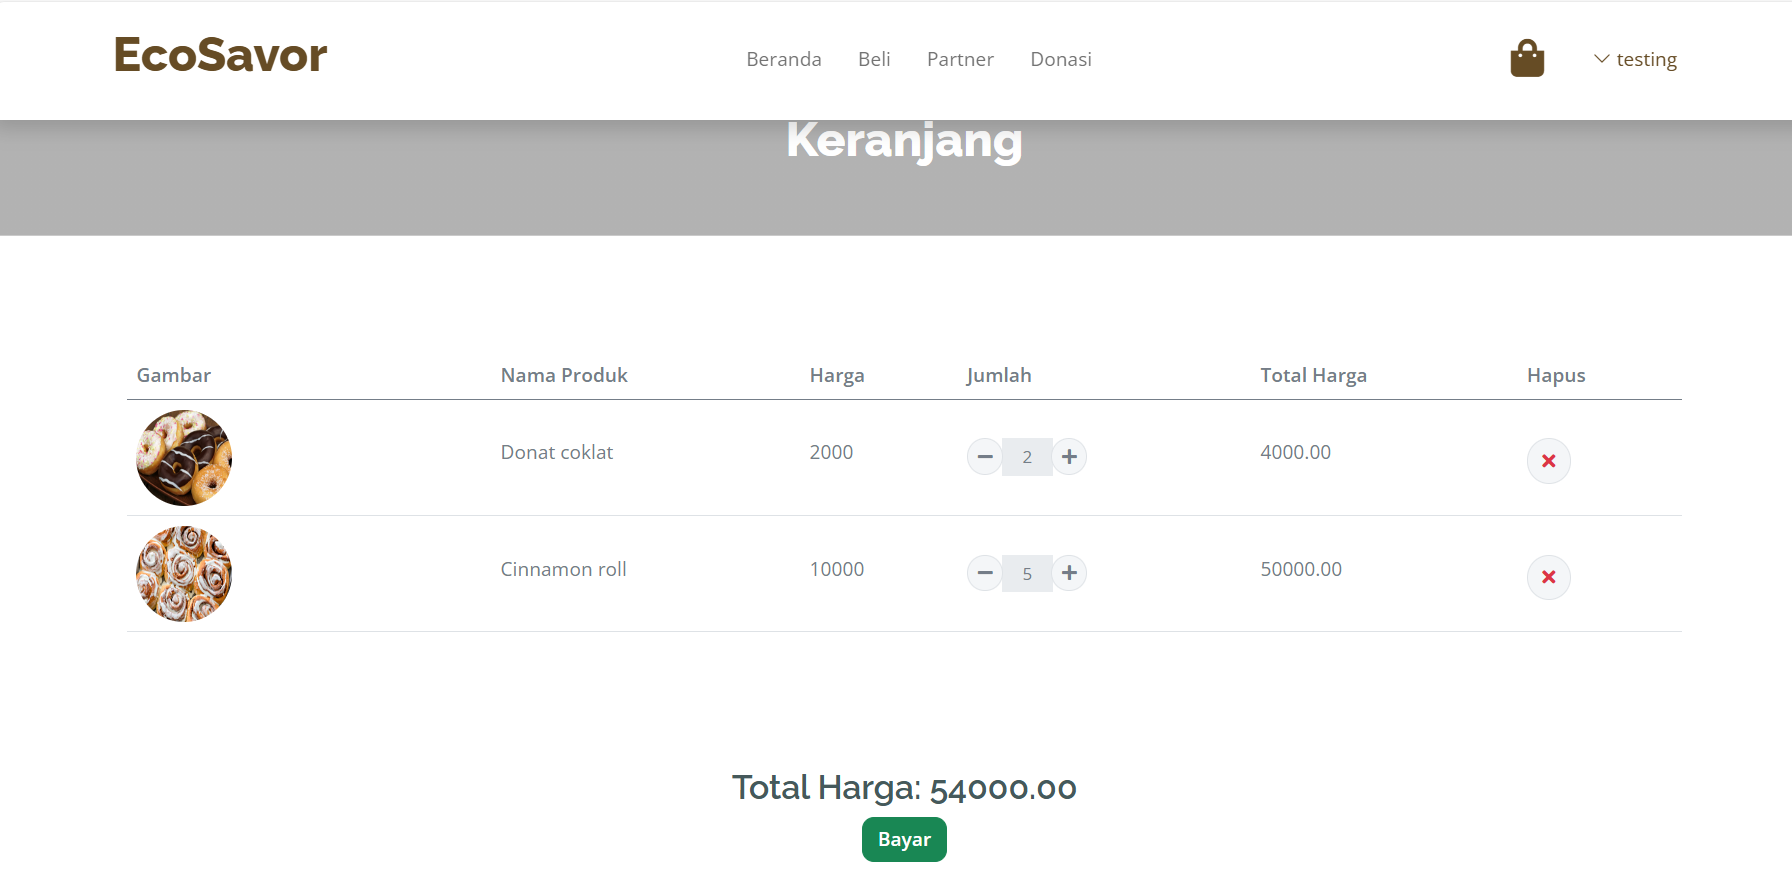 EcoSavor
Beranda Beli Partner Donasi
testing
Keranjang
Gambar Nama Produk Harga Jumlah Total Harga Hapus
Donat coklat 2000 2 4000.00
Cinnamon roll 10000 5 50000.00
Total Harga: 54000.00
Bayar